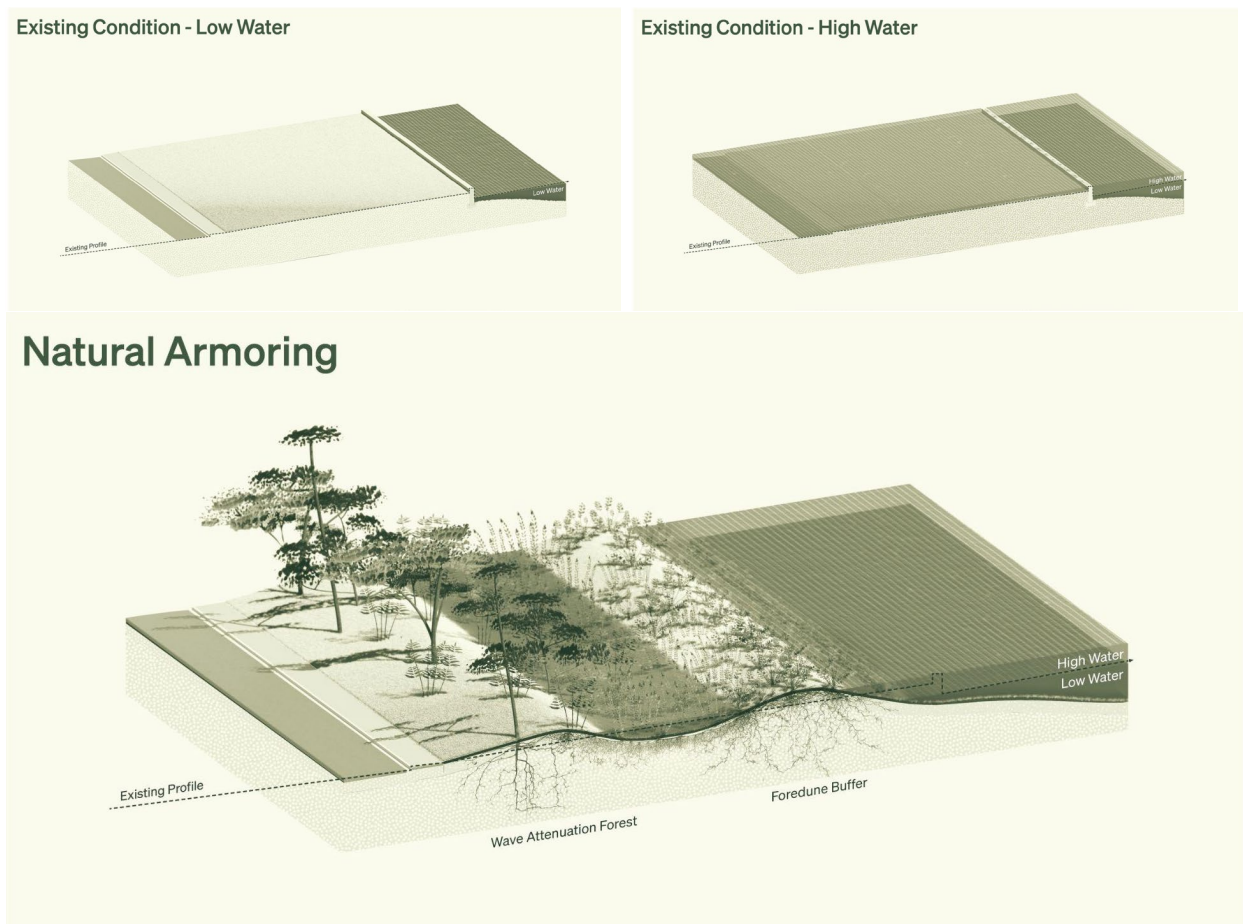 Existing Condition - Low Water
Low Water
Existing Profile
Existing Condition - High Water
High Water
Low Water
Existing Profile
Natural Armoring
High Water
Low Water
Existing Profile
Foredune Buffer
Wave Attenuation Forest